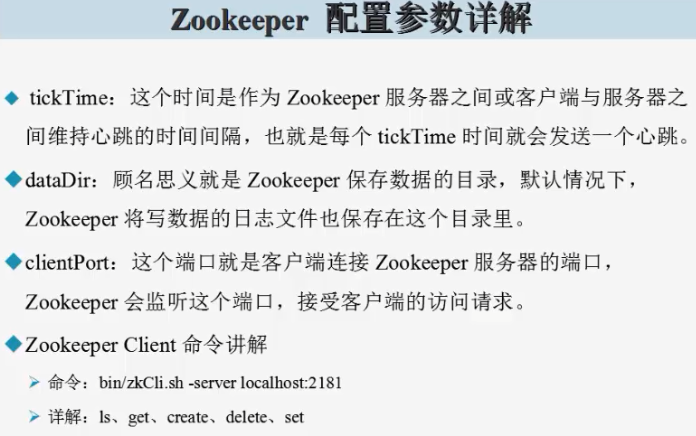 Zookeeper 配置参数详解
tickTime：这个时间是作为 Zookeeper 服务器之间或客户端与服务器之
间维持心跳的时间间隔，也就是每个 tickTime 时间就会发送一个心跳。
dataDir：顾名思义就是 Zookeeper 保存数据的目录，默认情况下，
Zookeeper 将写数据的日志文件也保存在这个目录里。
clientPort：这个端口就是客户端连接 Zookeeper 服务器的端口，
Zookeeper 会监听这个端口，接受客户端的访问请求。
Zookeeper Client 命令讲解
命令：bin/zkCli.sh -server localhost:2181
详解：ls、get、create、delete、set